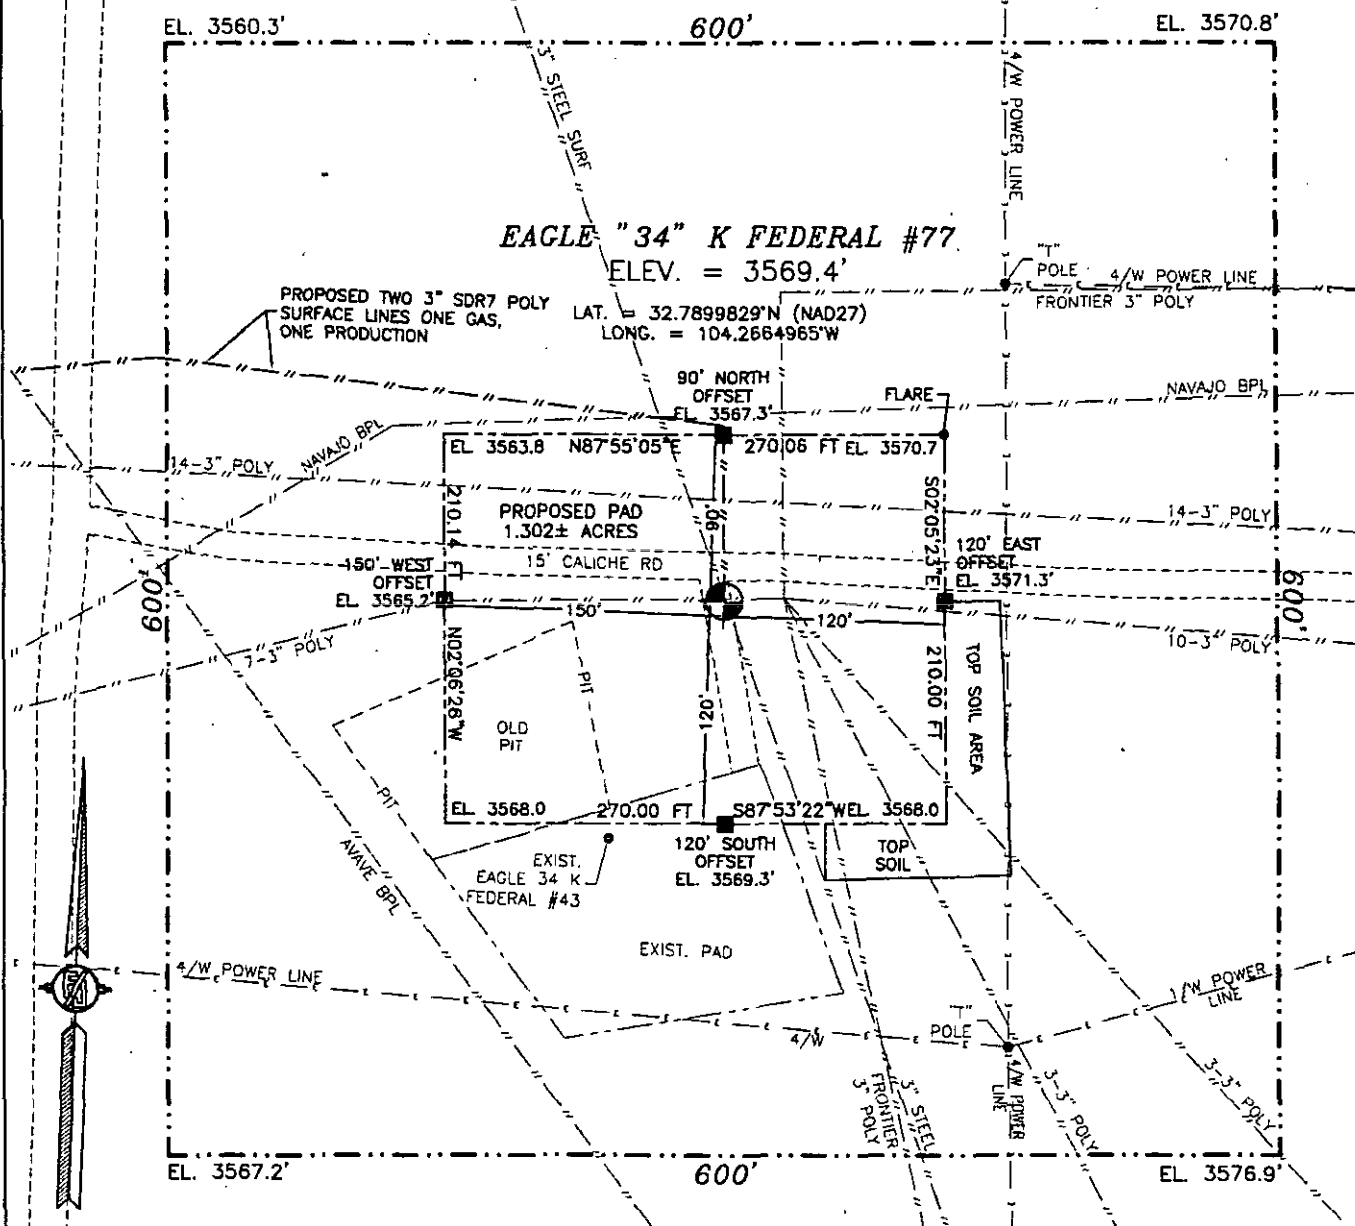 EL. 3560.3'
600'
EL. 3570.8'
3" STEEL SURF
4/W POWER LINE
EAGLE "34" K FEDERAL #77
ELEV. = 3569.4'
"T"
POLE
4/W POWER LINE
FRONTIER 3" POLY
PROPOSED TWO 3" SDR7 POLY
SURFACE LINES ONE GAS,
ONE PRODUCTION
LAT. = 32.7899829°N (NAD27)
LONG. = 104.2664965°W
90' NORTH
OFFSET
EL. 3567.3'
FLARE
NAVAJO BPL
NAVAJO BPL
EL. 3563.8
N87°55'05"E
270.06 FT
EL. 3570.7
14-3" POLY
210.14 FT
PROPOSED PAD
1.302± ACRES
90'
S02°05'23"E
14-3" POLY
15' CALICHE RD
150' WEST
OFFSET
EL. 3565.2'
120' EAST
OFFSET
EL. 3571.3'
600'
600'
150'
120'
7-3" POLY
10-3" POLY
N02°06'26"W
PIT
OLD
PIT
120'
210.00 FT
TOP SOIL AREA
PIT
EL. 3568.0
270.00 FT
S87°53'22"W
EL. 3568.0
120' SOUTH
OFFSET
EL. 3569.3'
TOP
SOIL
EXIST.
EAGLE 34 K
FEDERAL #43
AVAVE BPL
EXIST. PAD
4/W POWER LINE
/W POWER
LINE
"T"
POLE
4/W
4/W POWER
LINE
3-3" POLY
3-3" POLY
3" STEEL
FRONTIER
3" POLY
EL. 3567.2'
600'
EL. 3576.9'